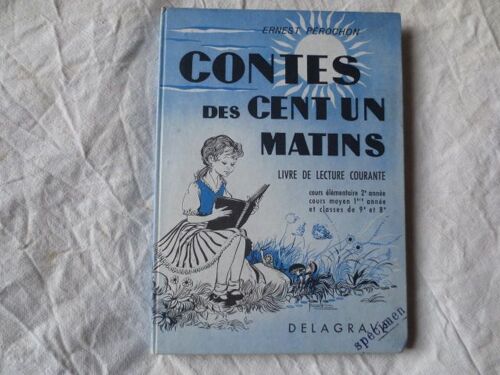 ERNEST PÉROCHON
CONTES
DES CENT UN
MATINS
LIVRE DE LECTURE COURANTE
cours élémentaire 2e année
cours moyen 1ère année
et classes de 9e et 8e
DELAGRAVE
spécimen